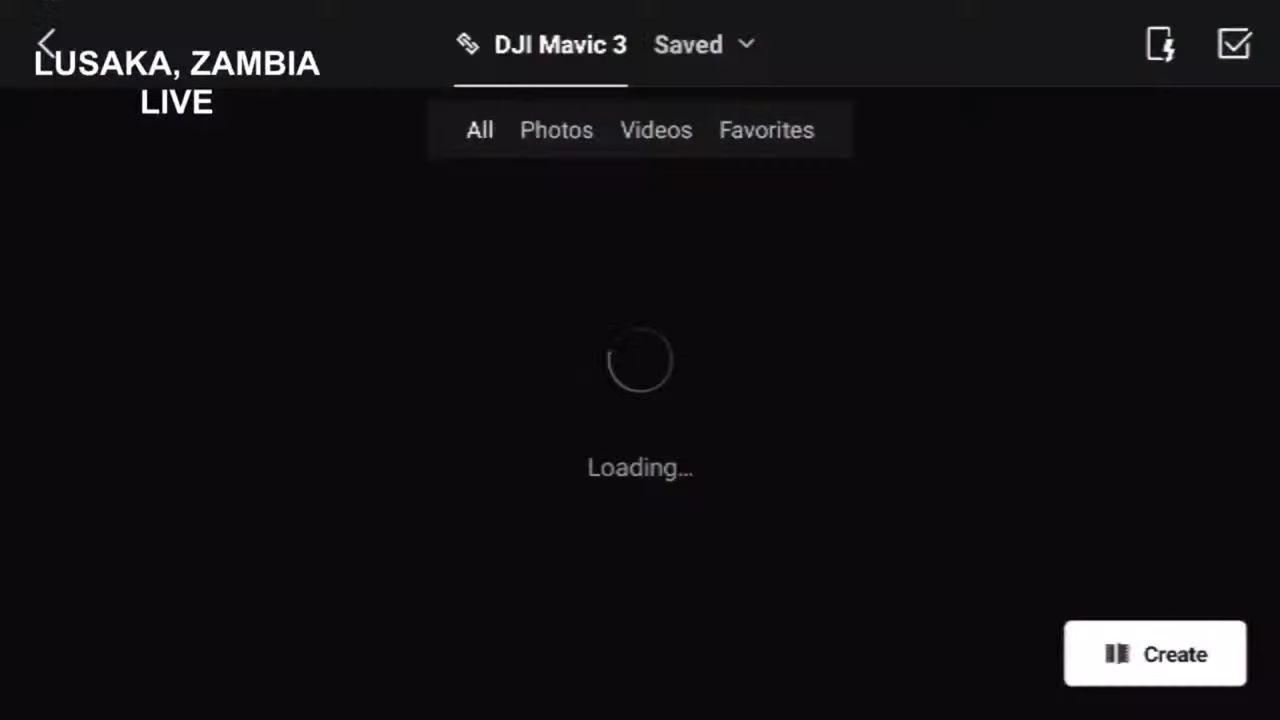 LUSAKA, ZAMBIA
LIVE
DJI Mavic 3 Saved
All Photos Videos Favorites
Loading...
Create